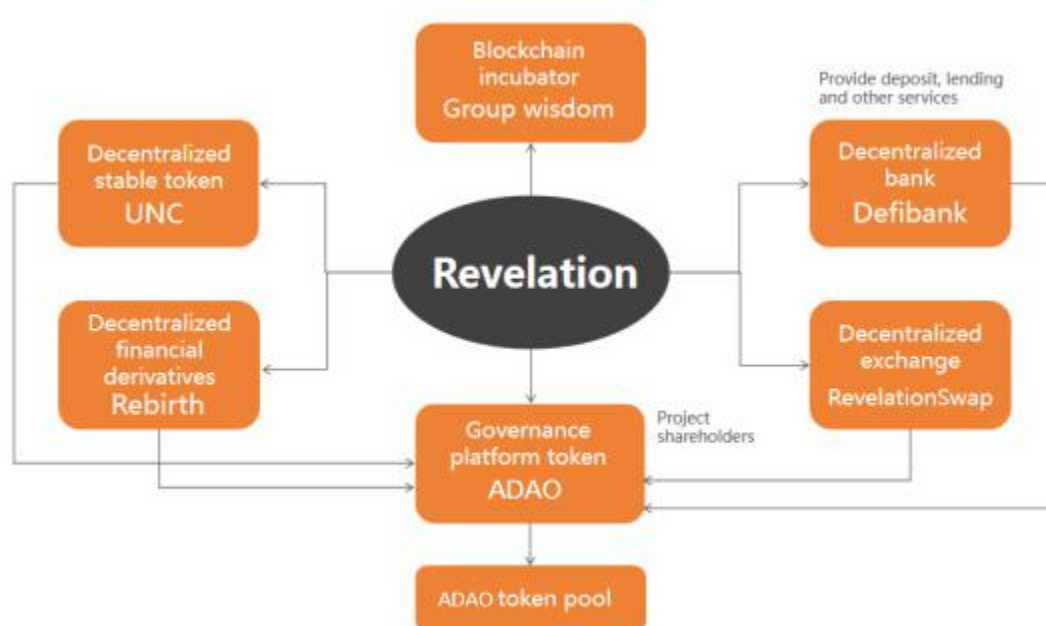 Blockchain
incubator
Group wisdom
Provide deposit, lending
and other services
Decentralized
stable token
UNC
Decentralized
bank
Defibank
Revelation
Decentralized
financial
derivatives
Rebirth
Decentralized
exchange
RevelationSwap
Governance
platform token
ADAO
Project
shareholders
ADAO token pool